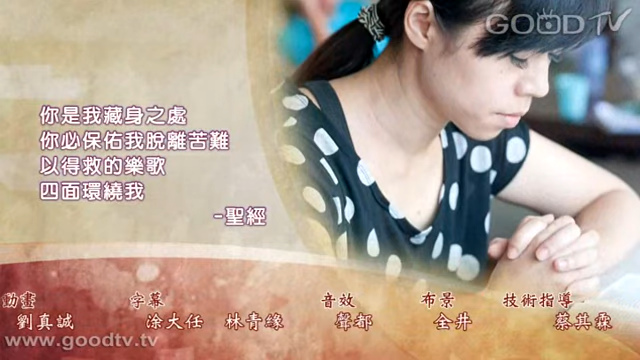 GOOD TV
你是我藏身之處
你必保佑我脫離苦難
以得救的樂歌
四面環繞我
-聖經
動畫 字幕 音效 布景 技術指導
劉真誠 涂大任 林青緣 聲都 全井 蔡其霖
www.goodtv.tv